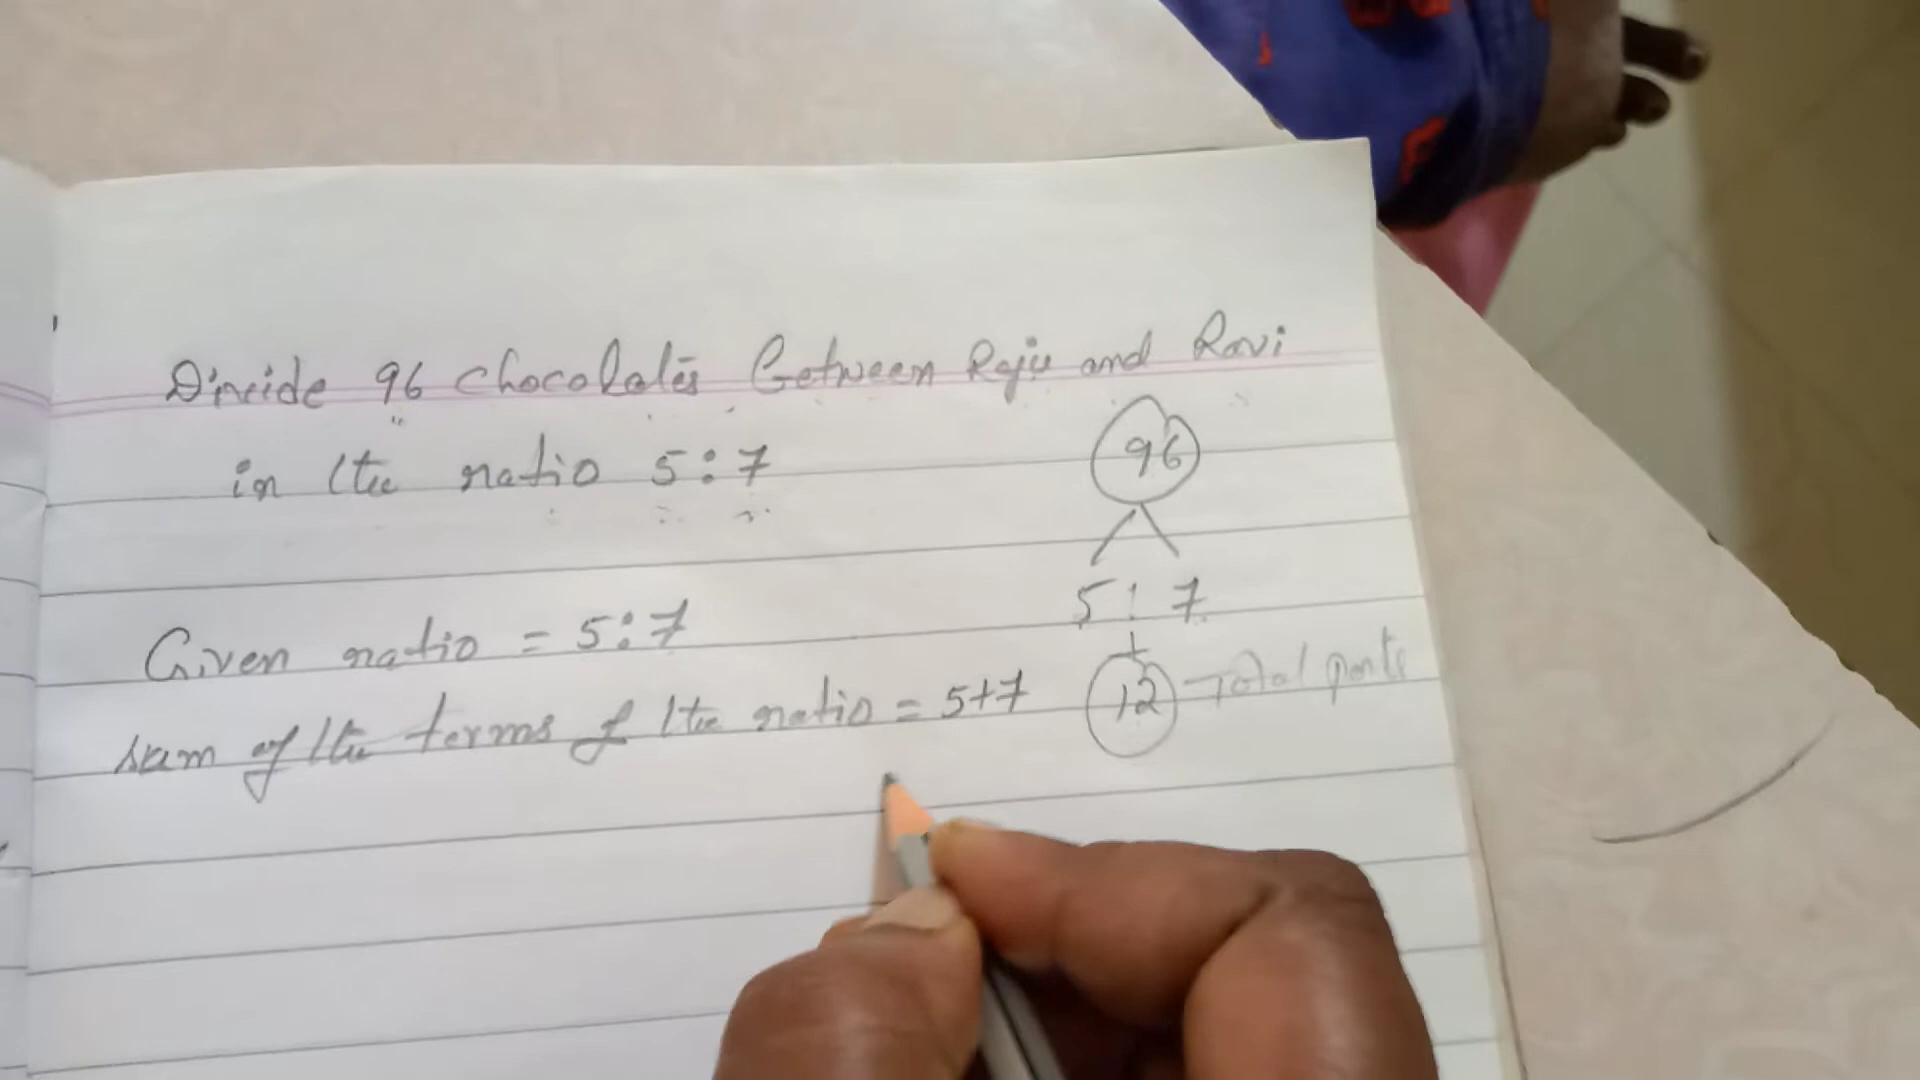 Divide 96 chocolates between Raju and Ravi
in the ratio 5:7
96
5:7
+
12 - Total parts
Given ratio = 5:7
sum of the terms of the ratio = 5+7